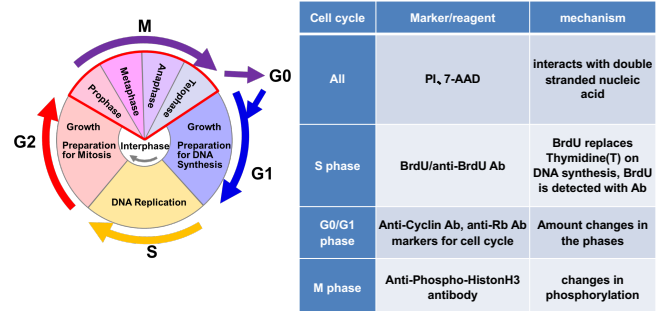 M
G0
G1
S
G2
Prophase
Metaphase
Anaphase
Telophase
Growth
Preparation
for Mitosis
Interphase
Growth
Preparation
for DNA
Synthesis
DNA Replication
Cell cycle
Marker/reagent
mechanism
All
PI、7-AAD
interacts with double
stranded nucleic
acid
S phase
BrdU/anti-BrdU Ab
BrdU replaces
Thymidine(T) on
DNA synthesis, BrdU
is detected with Ab
G0/G1
phase
Anti-Cyclin Ab, anti-Rb Ab
markers for cell cycle
Amount changes in
the phases
M phase
Anti-Phospho-HistonH3
antibody
changes in
phosphorylation